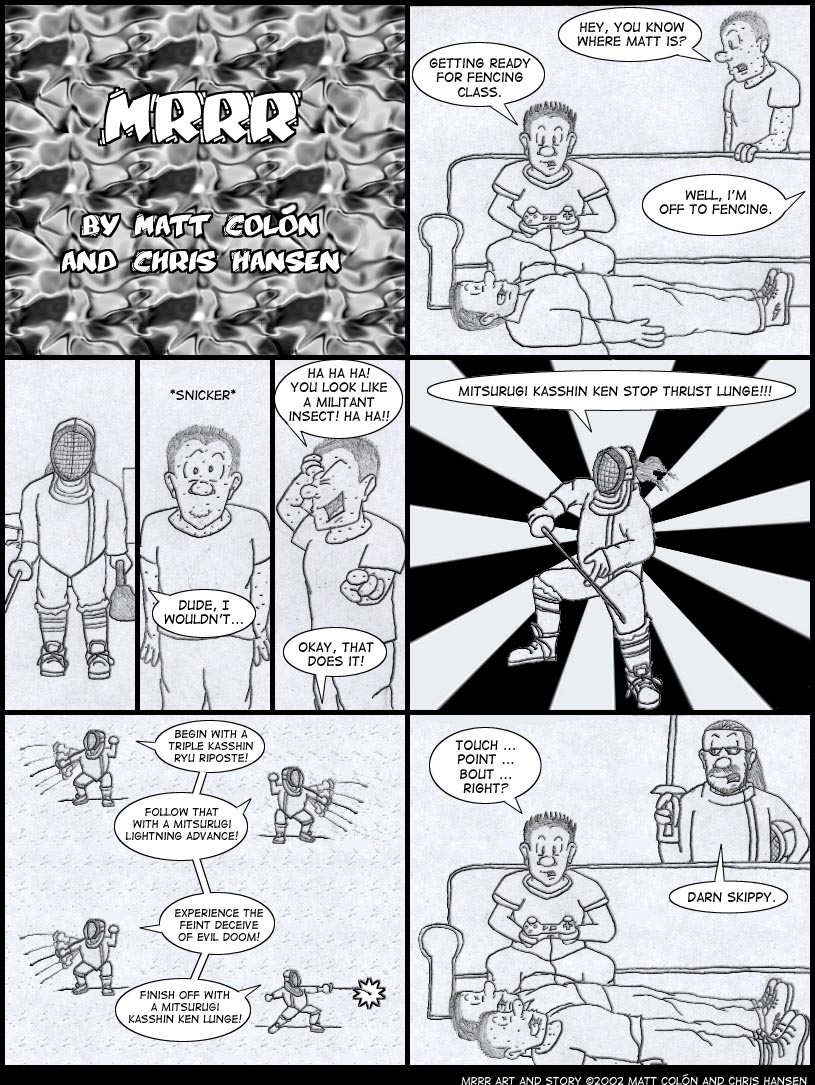 MRRR
BY MATT COLÓN
AND CHRIS HANSEN
HEY, YOU KNOW
WHERE MATT IS?
GETTING READY
FOR FENCING
CLASS.
WELL, I'M
OFF TO FENCING.
*SNICKER*
DUDE, I
WOULDN'T...
HA HA HA!
YOU LOOK LIKE
A MILITANT
INSECT! HA HA!!
OKAY, THAT
DOES IT!
MITSURUGI KASSHIN KEN STOP THRUST LUNGE!!!
BEGIN WITH A
TRIPLE KASSHIN
RYU RIPOSTE!
FOLLOW THAT
WITH A MITSURUGI
LIGHTNING ADVANCE!
EXPERIENCE THE
FEINT DECEIVE
OF EVIL DOOM!
FINISH OFF WITH
A MITSURUGI
KASSHIN KEN LUNGE!
TOUCH ...
POINT ...
BOUT ...
RIGHT?
DARN SKIPPY.
MRRR ART AND STORY ©2002 MATT COLÓN AND CHRIS HANSEN